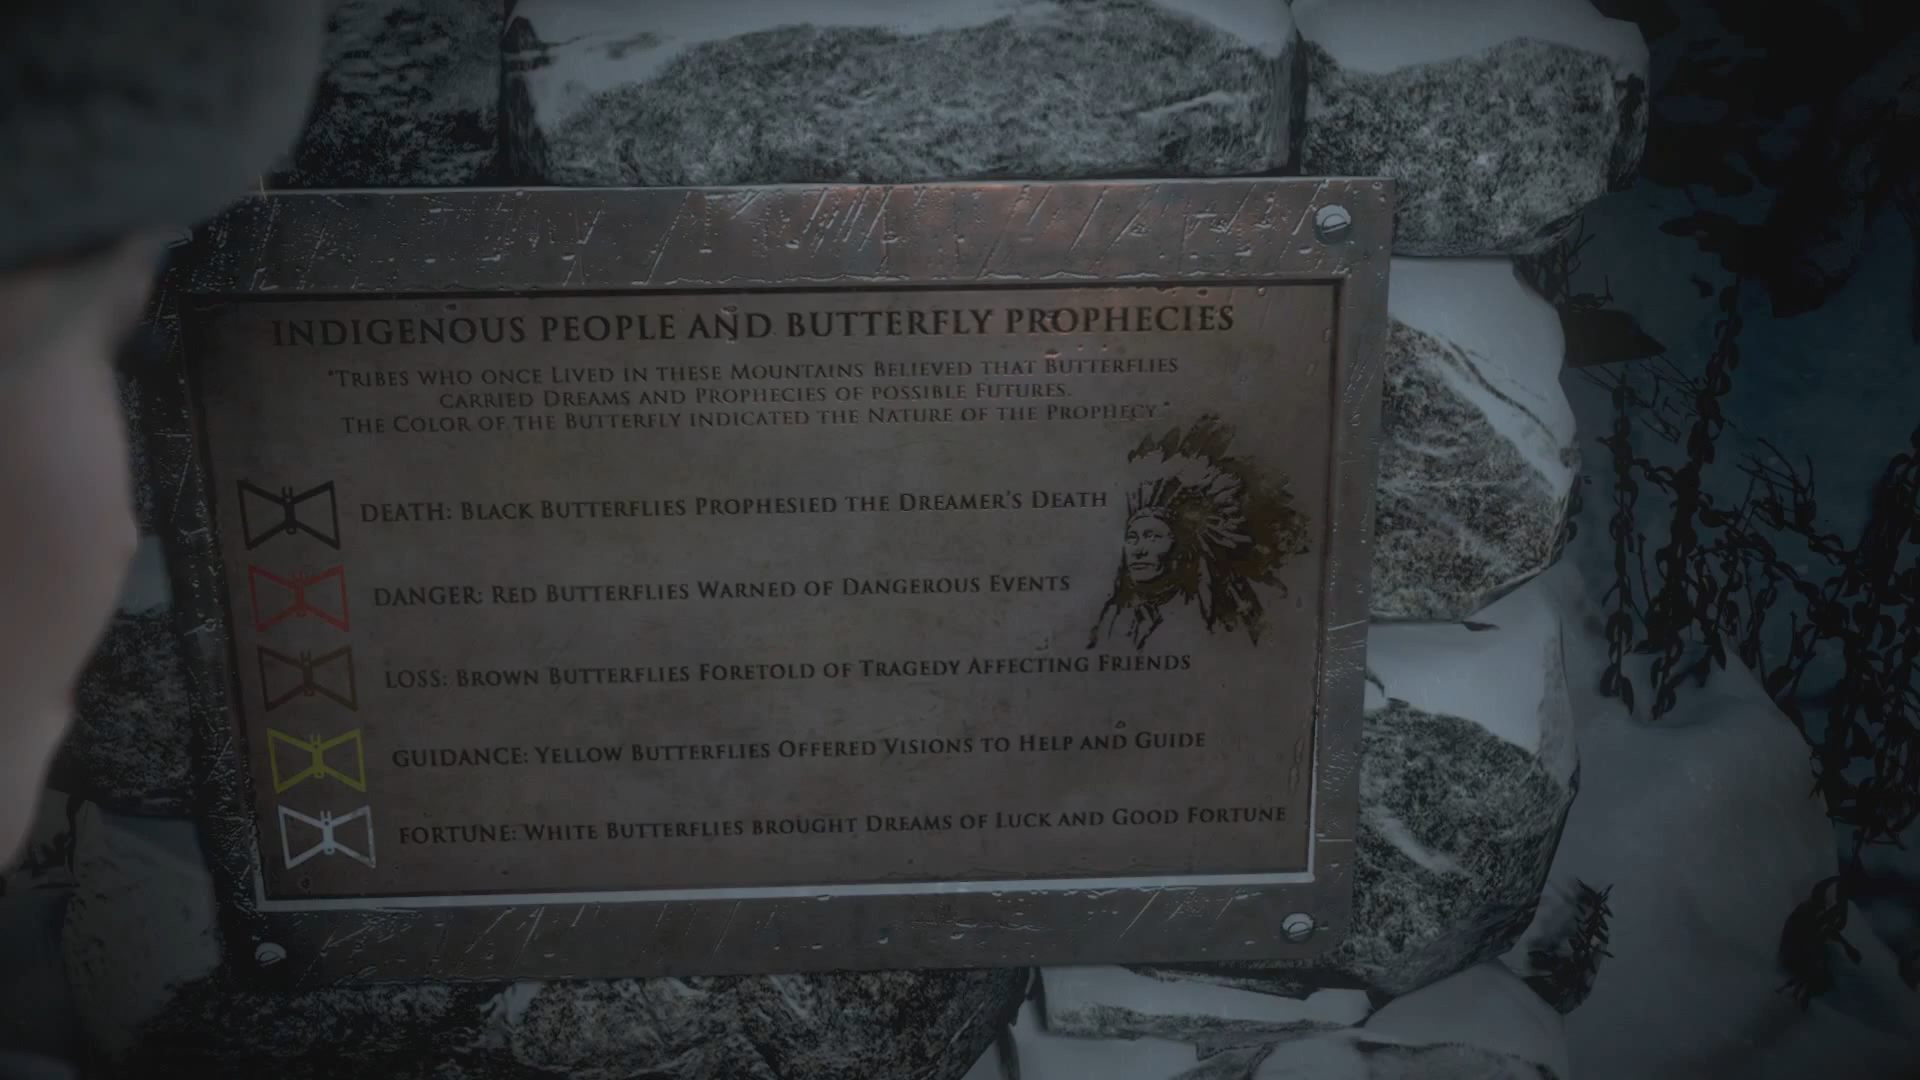 INDIGENOUS PEOPLE AND BUTTERFLY PROPHECIES
"TRIBES WHO ONCE LIVED IN THESE MOUNTAINS BELIEVED THAT BUTTERFLIES
CARRIED DREAMS AND PROPHECIES OF POSSIBLE FUTURES.
THE COLOR OF THE BUTTERFLY INDICATED THE NATURE OF THE PROPHECY."
DEATH: BLACK BUTTERFLIES PROPHESIED THE DREAMER'S DEATH
DANGER: RED BUTTERFLIES WARNED OF DANGEROUS EVENTS
LOSS: BROWN BUTTERFLIES FORETOLD OF TRAGEDY AFFECTING FRIENDS
GUIDANCE: YELLOW BUTTERFLIES OFFERED VISIONS TO HELP AND GUIDE
FORTUNE: WHITE BUTTERFLIES BROUGHT DREAMS OF LUCK AND GOOD FORTUNE